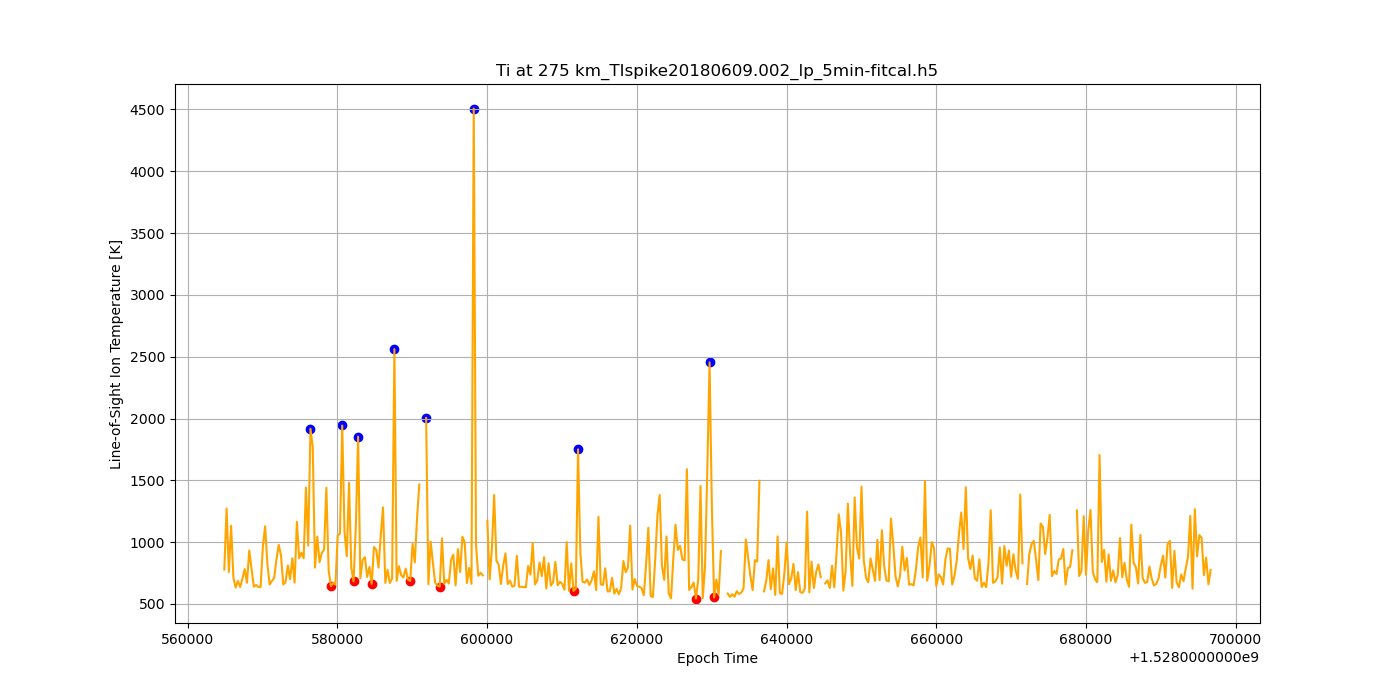 Ti at 275 km_TIspike20180609.002_lp_5min-fitcal.h5
Line-of-Sight Ion Temperature [K]
4500
4000
3500
3000
2500
2000
1500
1000
500
560000 580000 600000 620000 640000 660000 680000 700000
Epoch Time
+1.5280000000e9